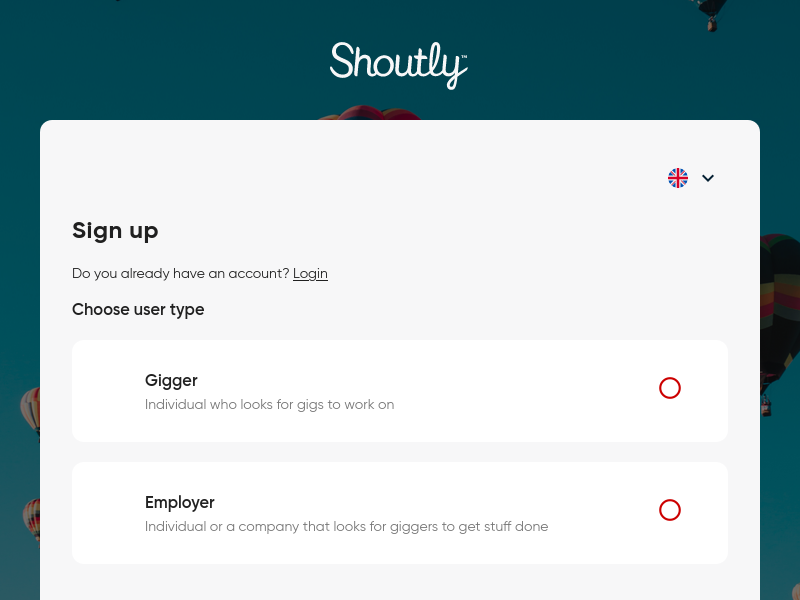 Shoutly™
Sign up
Do you already have an account? Login
Choose user type
Gigger
Individual who looks for gigs to work on
Employer
Individual or a company that looks for giggers to get stuff done